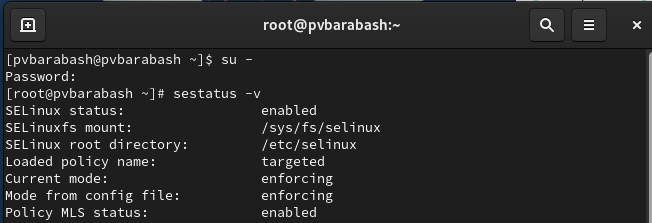 root@pvbarabash:~
[pvbarabash@pvbarabash ~]$ su -
Password:
[root@pvbarabash ~]# sestatus -v
SELinux status:                 enabled
SELinuxfs mount:                /sys/fs/selinux
SELinux root directory:         /etc/selinux
Loaded policy name:             targeted
Current mode:                   enforcing
Mode from config file:          enforcing
Policy MLS status:              enabled